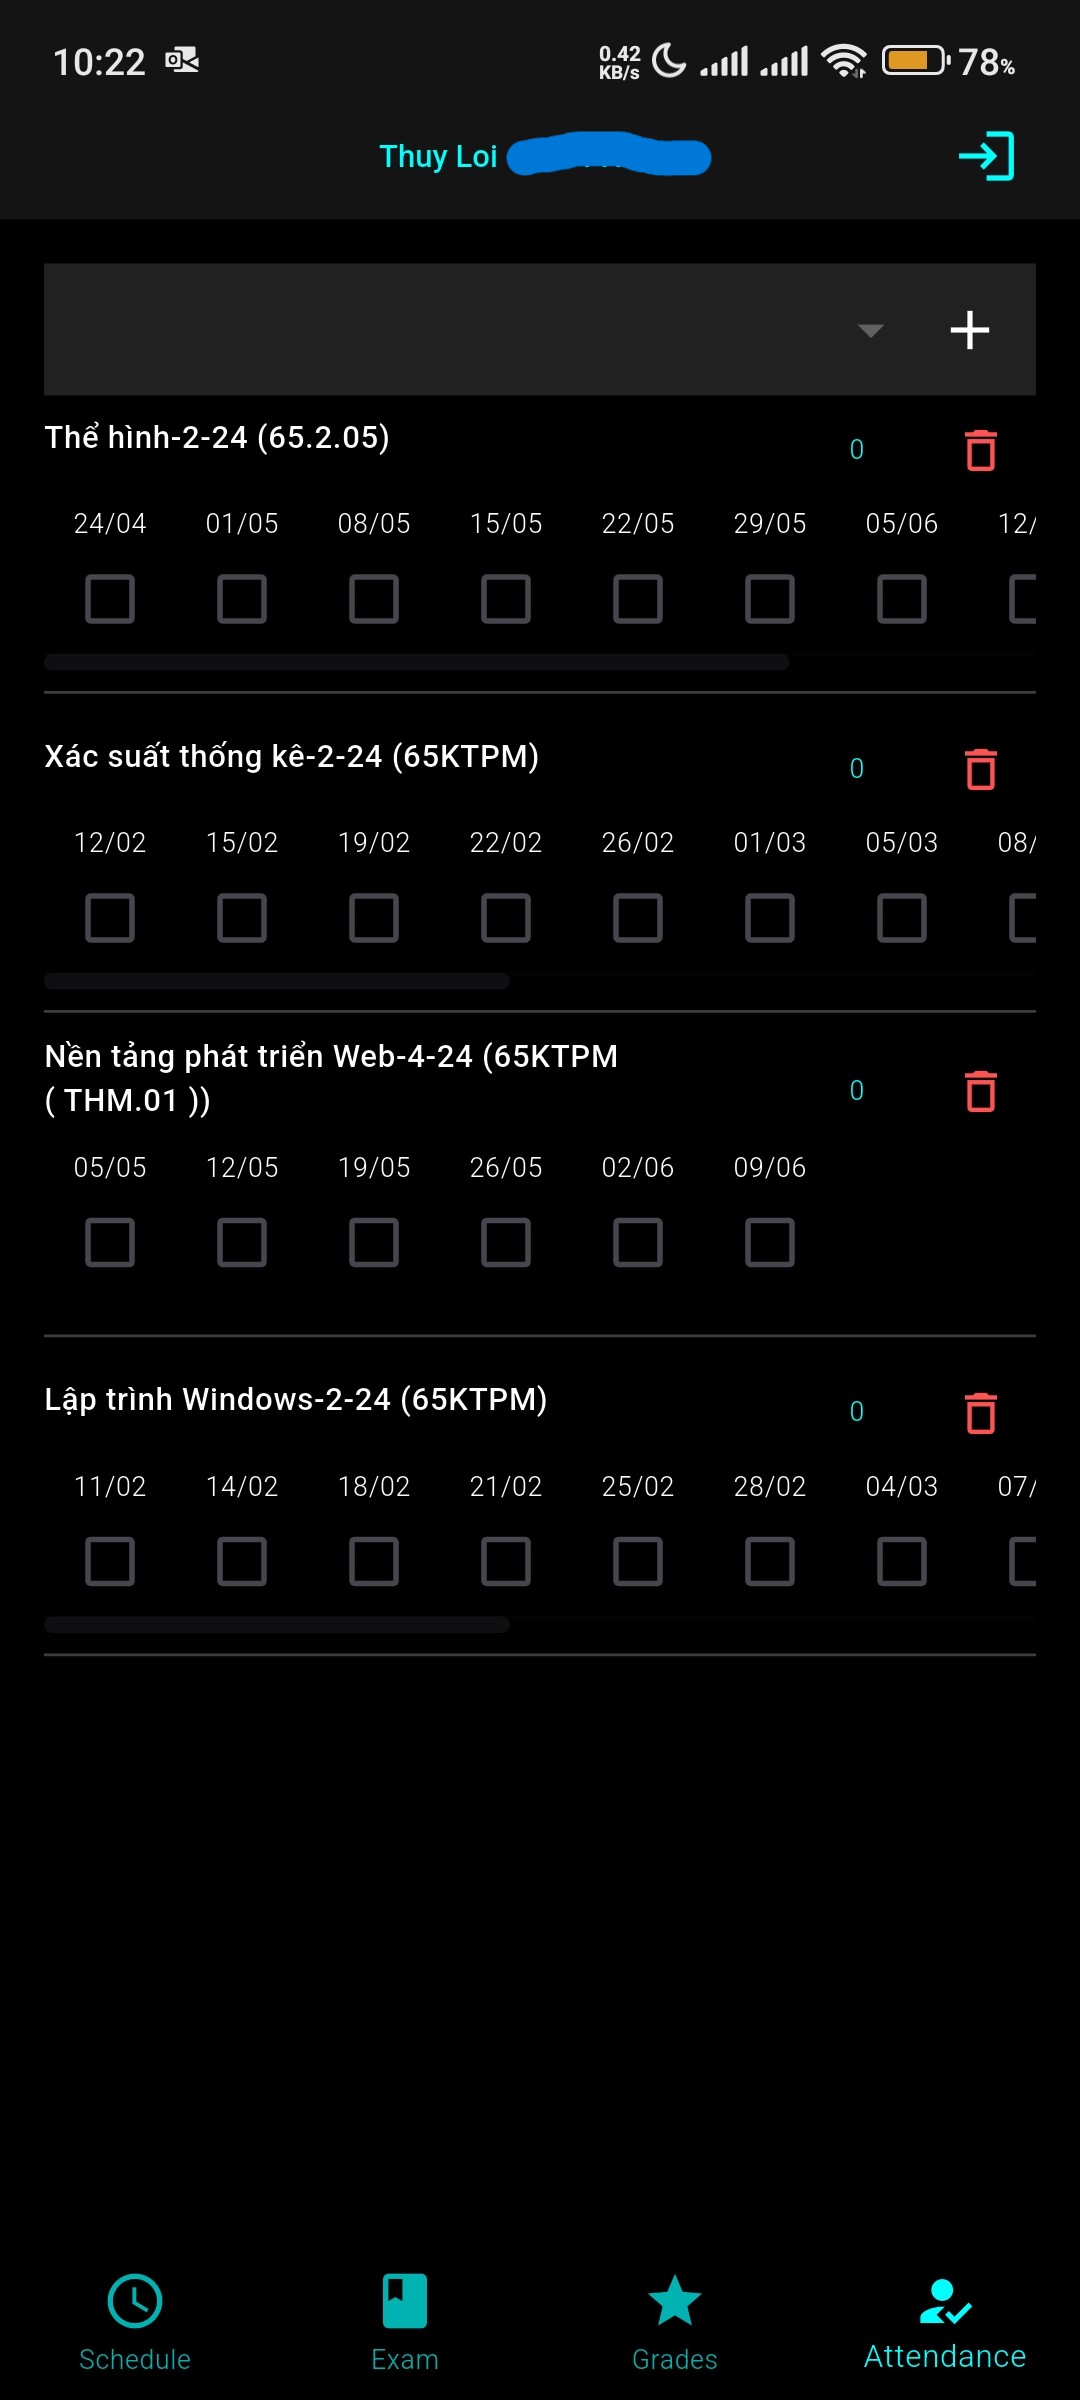 10:22 0.42 KB/s 78%
Thuy Loi
Thể hình-2-24 (65.2.05) 0
24/04 01/05 08/05 15/05 22/05 29/05 05/06 12/
Xác suất thống kê-2-24 (65KTPM) 0
12/02 15/02 19/02 22/02 26/02 01/03 05/03 08/
Nền tảng phát triển Web-4-24 (65KTPM
( THM.01 )) 0
05/05 12/05 19/05 26/05 02/06 09/06
Lập trình Windows-2-24 (65KTPM) 0
11/02 14/02 18/02 21/02 25/02 28/02 04/03 07/
Schedule Exam Grades Attendance